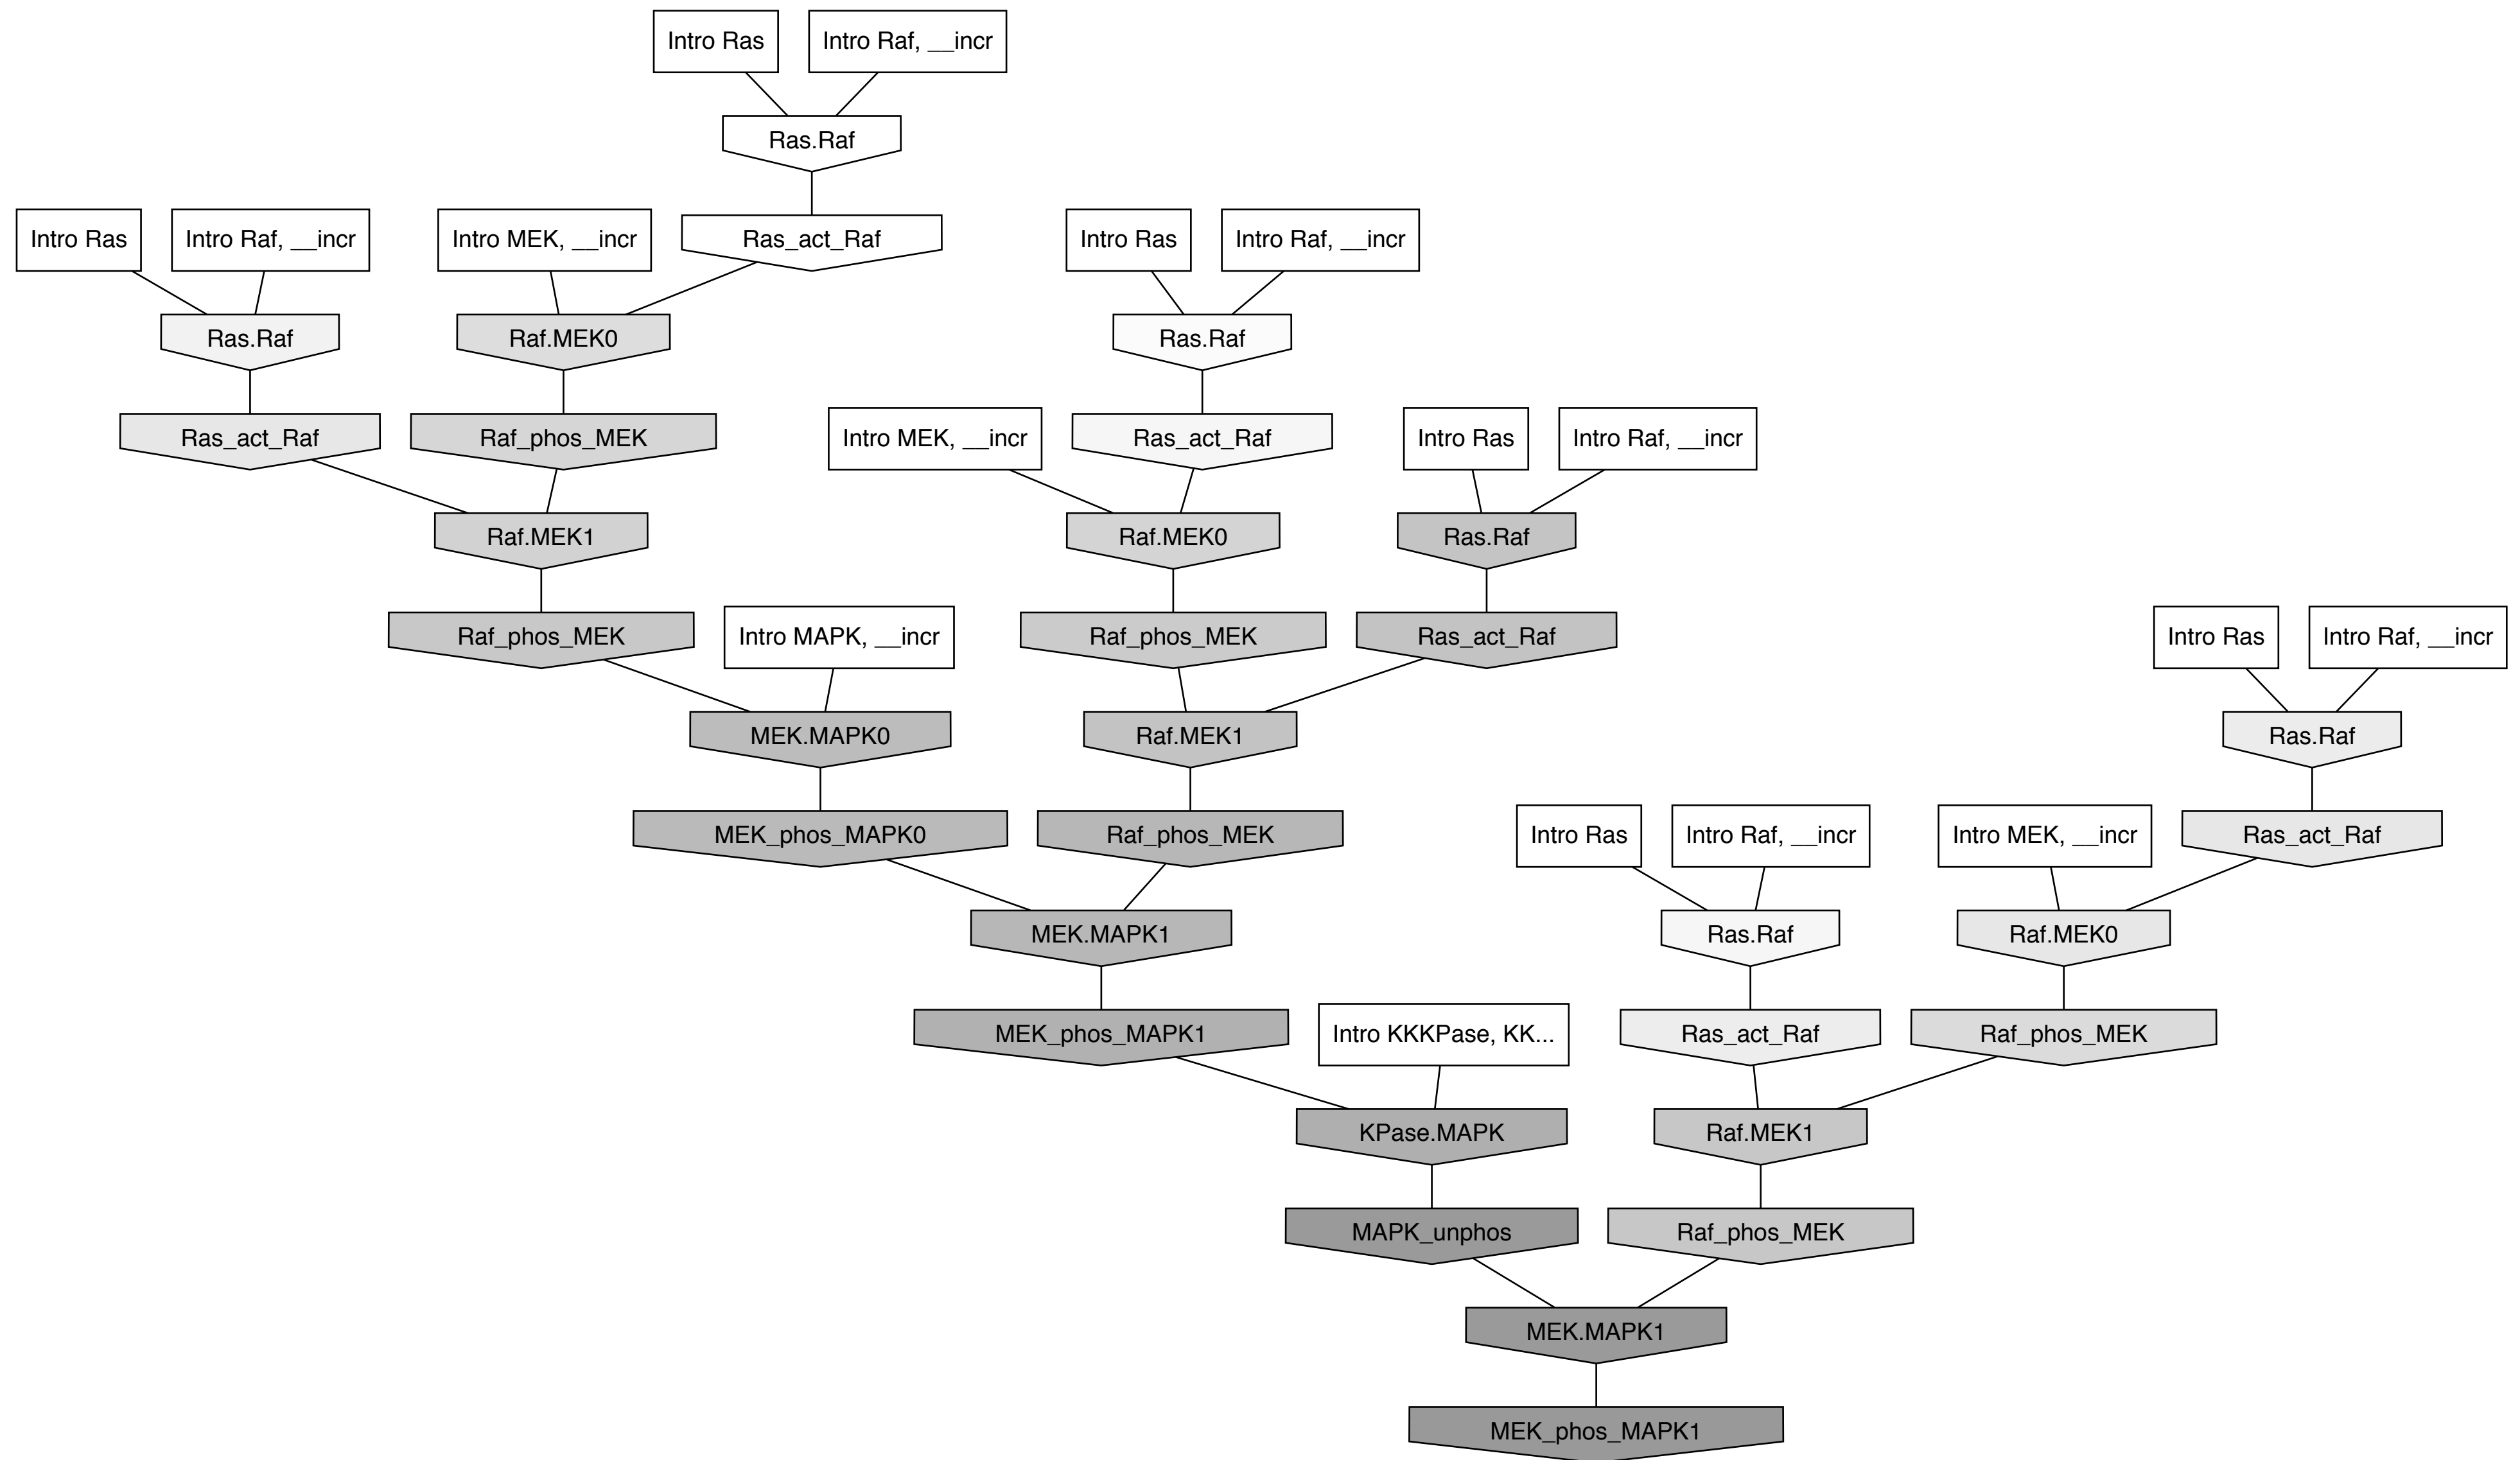 Intro Ras
Intro Raf, __incr
Ras.Raf
Intro Ras
Intro Raf, __incr
Intro MEK, __incr
Ras_act_Raf
Intro Ras
Intro Raf, __incr
Ras.Raf
Raf.MEK0
Ras.Raf
Ras_act_Raf
Raf_phos_MEK
Intro MEK, __incr
Ras_act_Raf
Intro Ras
Intro Raf, __incr
Raf.MEK1
Raf.MEK0
Ras.Raf
Raf_phos_MEK
Intro MAPK, __incr
Raf_phos_MEK
Ras_act_Raf
Intro Ras
Intro Raf, __incr
MEK.MAPK0
Raf.MEK1
Ras.Raf
MEK_phos_MAPK0
Raf_phos_MEK
Intro Ras
Intro Raf, __incr
Intro MEK, __incr
Ras_act_Raf
MEK.MAPK1
Ras.Raf
Raf.MEK0
MEK_phos_MAPK1
Intro KKKPase, KK...
Ras_act_Raf
Raf_phos_MEK
KPase.MAPK
Raf.MEK1
MAPK_unphos
Raf_phos_MEK
MEK.MAPK1
MEK_phos_MAPK1